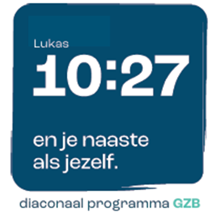 Lukas
10:27
en je naaste
als jezelf.
diaconaal programma GZB